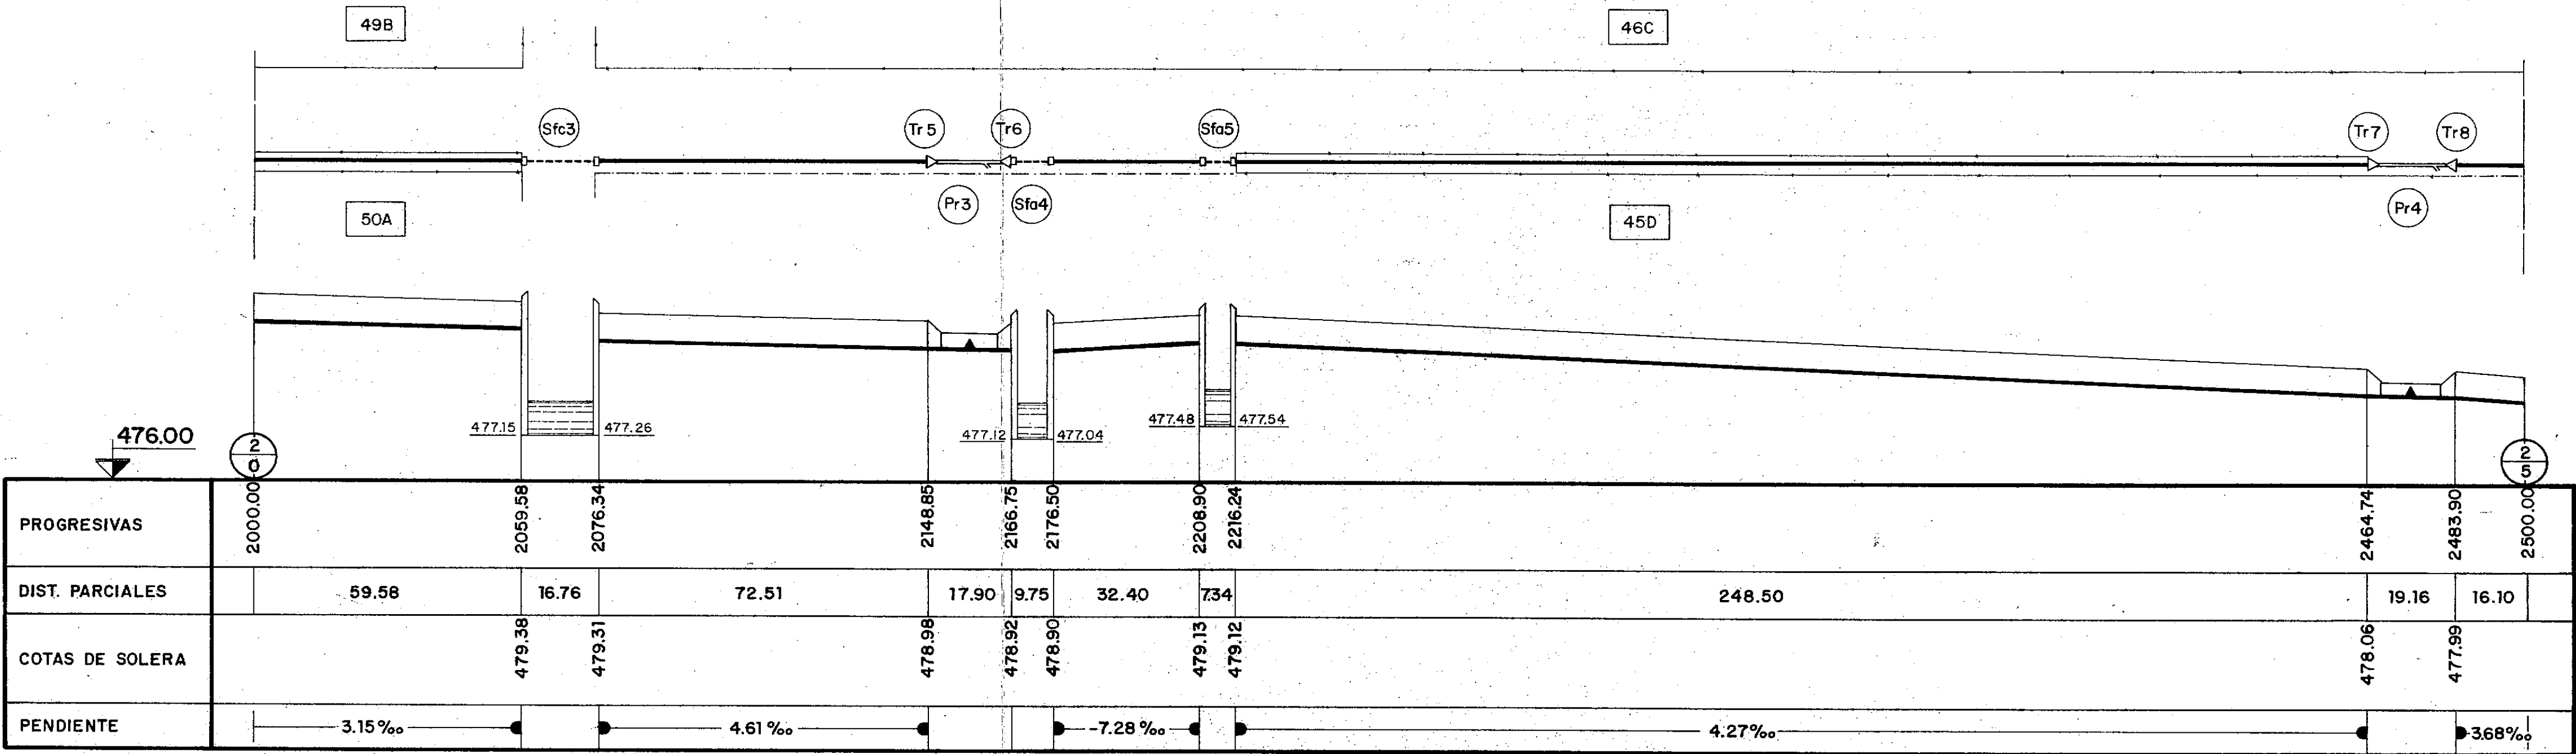 49B
46C
Sfc3
Tr5
Tr6
Sfa5
Tr7
Tr8
Pr3
Sfa4
Pr4
50A
45D
476.00
477.15
477.26
477.12
477.04
477.48
477.54
2
0
2
5
PROGRESIVAS 2000.00 2059.58 2076.34 2148.85 2166.75 2176.50 2208.90 2216.24 2464.74 2483.90 2500.00
DIST. PARCIALES 59.58 16.76 72.51 17.90 9.75 32.40 7.34 248.50 19.16 16.10
COTAS DE SOLERA 479.38 479.31 478.98 478.92 478.90 479.13 479.12 478.06 477.99
PENDIENTE 3.15‰ 4.61‰ -7.28‰ 4.27‰ 3.68‰